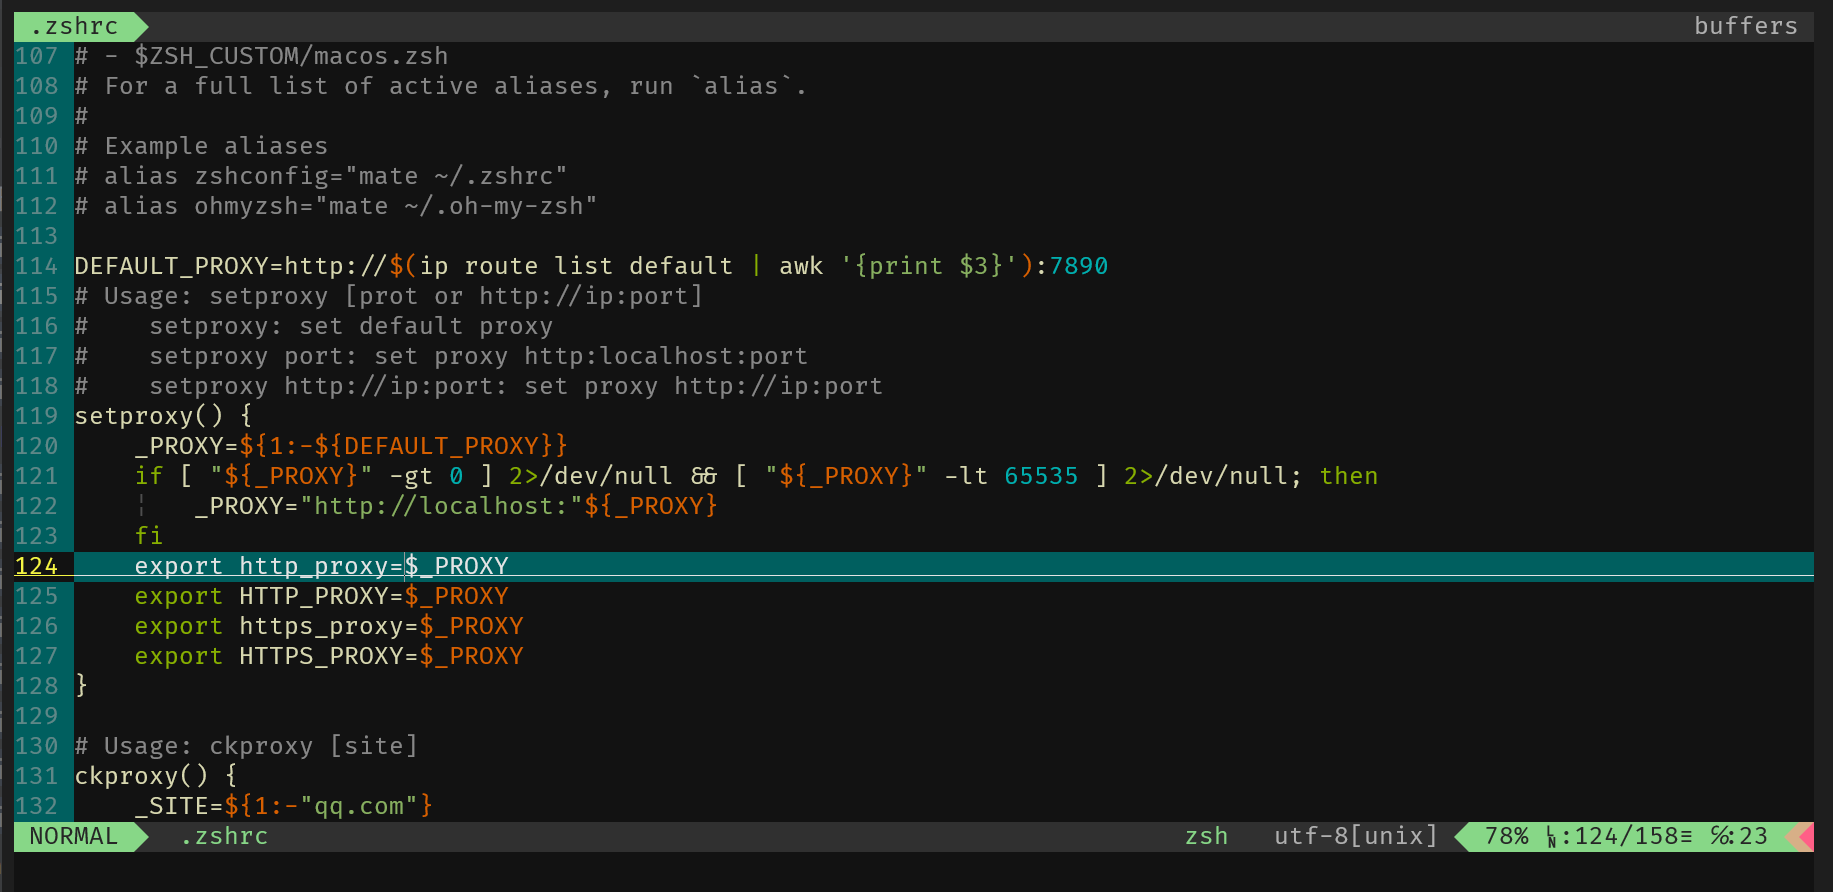 .zshrc buffers
107 # - $ZSH_CUSTOM/macos.zsh
108 # For a full list of active aliases, run `alias`.
109 #
110 # Example aliases
111 # alias zshconfig="mate ~/.zshrc"
112 # alias ohmyzsh="mate ~/.oh-my-zsh"
113
114 DEFAULT_PROXY=http://$(ip route list default | awk '{print $3}'):7890
115 # Usage: setproxy [prot or http://ip:port]
116 #    setproxy: set default proxy
117 #    setproxy port: set proxy http:localhost:port
118 #    setproxy http://ip:port: set proxy http://ip:port
119 setproxy() {
120     _PROXY=${1:-${DEFAULT_PROXY}}
121     if [ "${_PROXY}" -gt 0 ] 2>/dev/null && [ "${_PROXY}" -lt 65535 ] 2>/dev/null; then
122     ¦   _PROXY="http://localhost:"${_PROXY}
123     fi
124     export http_proxy=$_PROXY
125     export HTTP_PROXY=$_PROXY
126     export https_proxy=$_PROXY
127     export HTTPS_PROXY=$_PROXY
128 }
129
130 # Usage: ckproxy [site]
131 ckproxy() {
132     _SITE=${1:-"qq.com"}
NORMAL .zshrc zsh utf-8[unix] 78% ␤:124/158≡ ℅:23